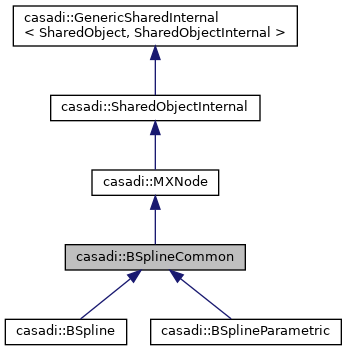 casadi::GenericSharedInternal
< SharedObject, SharedObjectInternal >
casadi::SharedObjectInternal
casadi::MXNode
casadi::BSplineCommon
casadi::BSpline
casadi::BSplineParametric